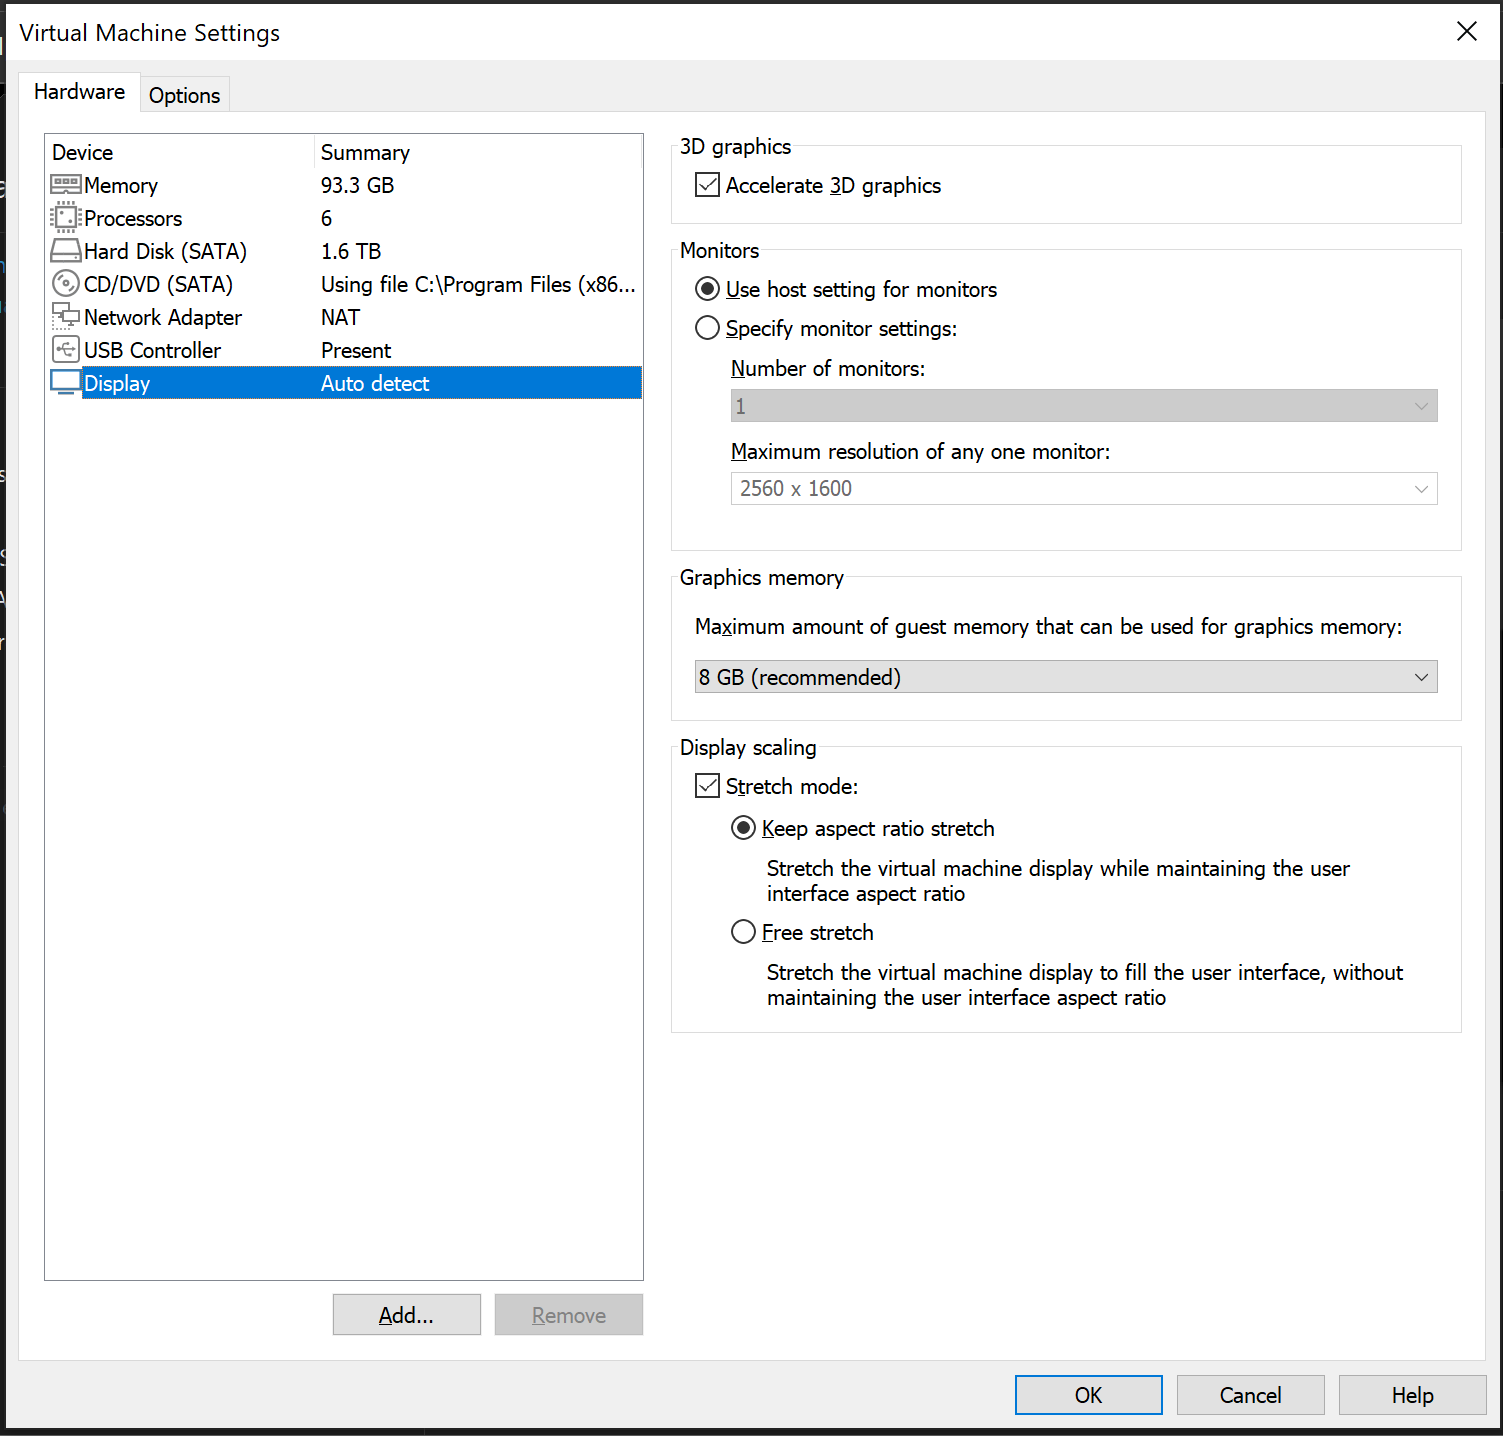 Virtual Machine Settings
Hardware
Options
Device Summary
Memory 93.3 GB
Processors 6
Hard Disk (SATA) 1.6 TB
CD/DVD (SATA) Using file C:\Program Files (x86...
Network Adapter NAT
USB Controller Present
Display Auto detect
Add...
Remove
3D graphics
Accelerate 3D graphics
Monitors
Use host setting for monitors
Specify monitor settings:
Number of monitors:
1
Maximum resolution of any one monitor:
2560 x 1600
Graphics memory
Maximum amount of guest memory that can be used for graphics memory:
8 GB (recommended)
Display scaling
Stretch mode:
Keep aspect ratio stretch
Stretch the virtual machine display while maintaining the user
interface aspect ratio
Free stretch
Stretch the virtual machine display to fill the user interface, without
maintaining the user interface aspect ratio
OK
Cancel
Help